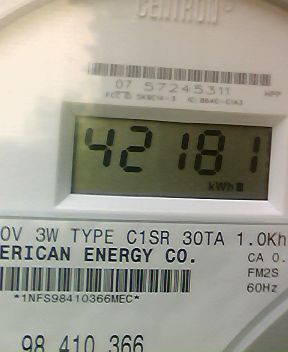 CENTRON
07 57245311
42181
kWh
0V 3W TYPE C1SR 30TA 1.0Kh
ERICAN ENERGY CO.
CA 0.
FM2S
60Hz
*1NFS98410366MEC*
98 410 366